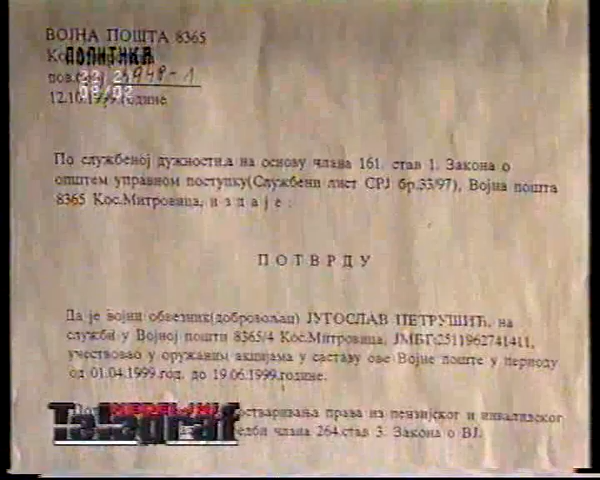 ВОЈНА ПОШТА 8365
ПОЛИТИКА
948-1
12.10.1999.године
По службеној дужности,а на основу члана 161. став 1. Закона о
општем управном поступку(Службени лист СРЈ бр.33/97), Војна пошта
8365 Кос.Митровица, и з д а ј е :
П О Т В Р Д У
Да је војни обвезник(добровољац) ЈУГОСЛАВ ПЕТРУШИЋ, на
служби у Војној пошти 8365/4 Кос.Митровица, ЈМБГ:2511962741411,
учествовао у оружаним акцијама у саставу ове Војне поште у периоду
од 01.04.1999.год. до 19.06.1999.године.
остваривања права из пензијског и инвалидског
Telegraf
члана 264.став 3. Закона о ВЈ.